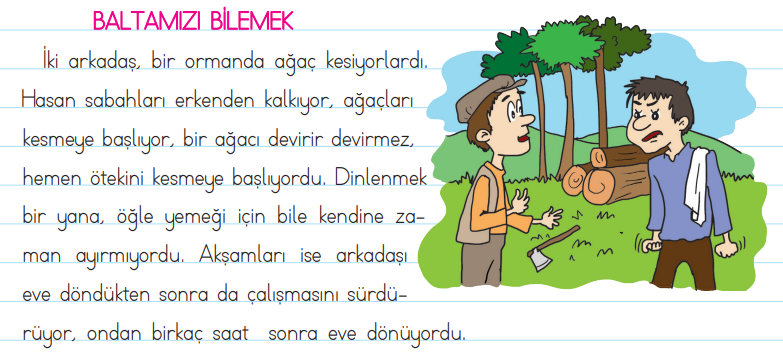 BALTAMIZI BİLEMEK
İki arkadaş, bir ormanda ağaç kesiyorlardı.
Hasan sabahları erkenden kalkıyor, ağaçları
kesmeye başlıyor, bir ağacı devirir devirmez,
hemen ötekini kesmeye başlıyordu. Dinlenmek
bir yana, öğle yemeği için bile kendine za-
man ayırmıyordu. Akşamları ise arkadaşı
eve döndükten sonra da çalışmasını sürdü-
rüyor, ondan birkaç saat sonra eve dönüyordu.